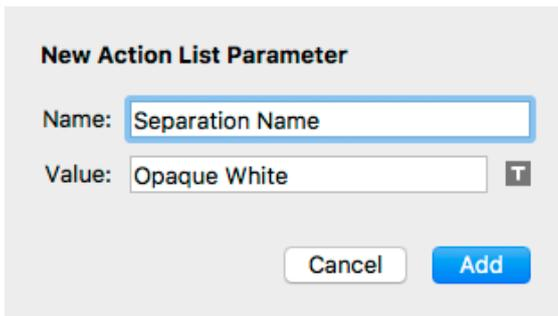 New Action List Parameter
Name: Separation Name
Value: Opaque White T
Cancel Add